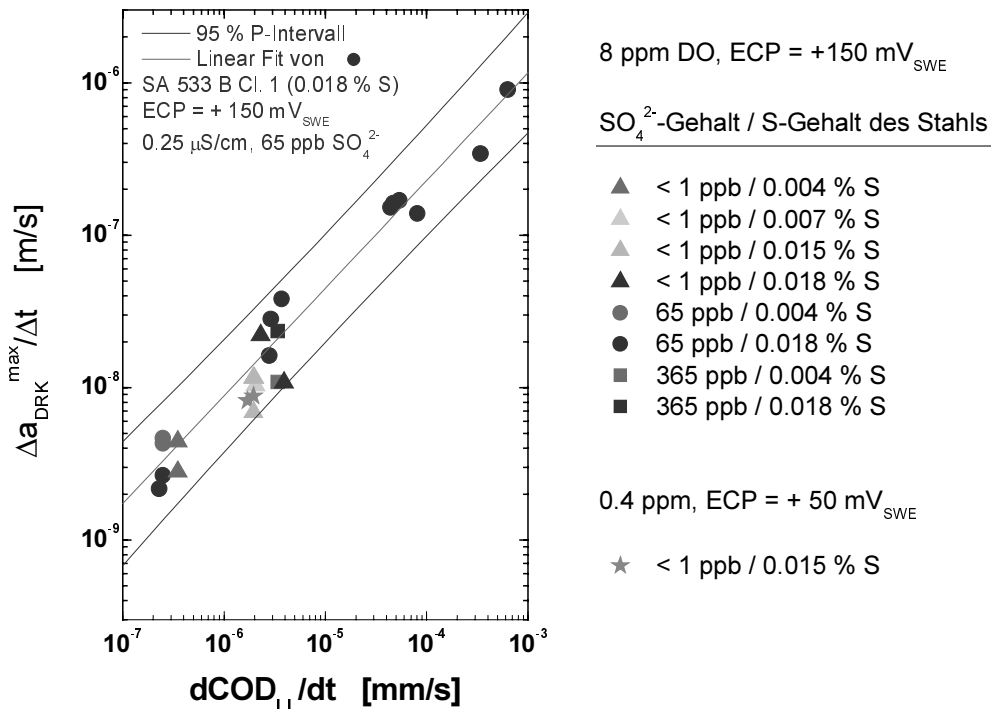 95 % P-Intervall
Linear Fit von
SA 533 B Cl. 1 (0.018 % S)
ECP = + 150 mV_SWE
0.25 μS/cm, 65 ppb SO₄²⁻
10⁻⁶
10⁻⁷
10⁻⁸
10⁻⁹
Δa_DRK^max/Δt [m/s]
10⁻⁷ 10⁻⁶ 10⁻⁵ 10⁻⁴ 10⁻³
dCOD_LL/dt [mm/s]
8 ppm DO, ECP = +150 mV_SWE
SO₄²⁻-Gehalt / S-Gehalt des Stahls
< 1 ppb / 0.004 % S
< 1 ppb / 0.007 % S
< 1 ppb / 0.015 % S
< 1 ppb / 0.018 % S
65 ppb / 0.004 % S
65 ppb / 0.018 % S
365 ppb / 0.004 % S
365 ppb / 0.018 % S
0.4 ppm, ECP = + 50 mV_SWE
< 1 ppb / 0.015 % S